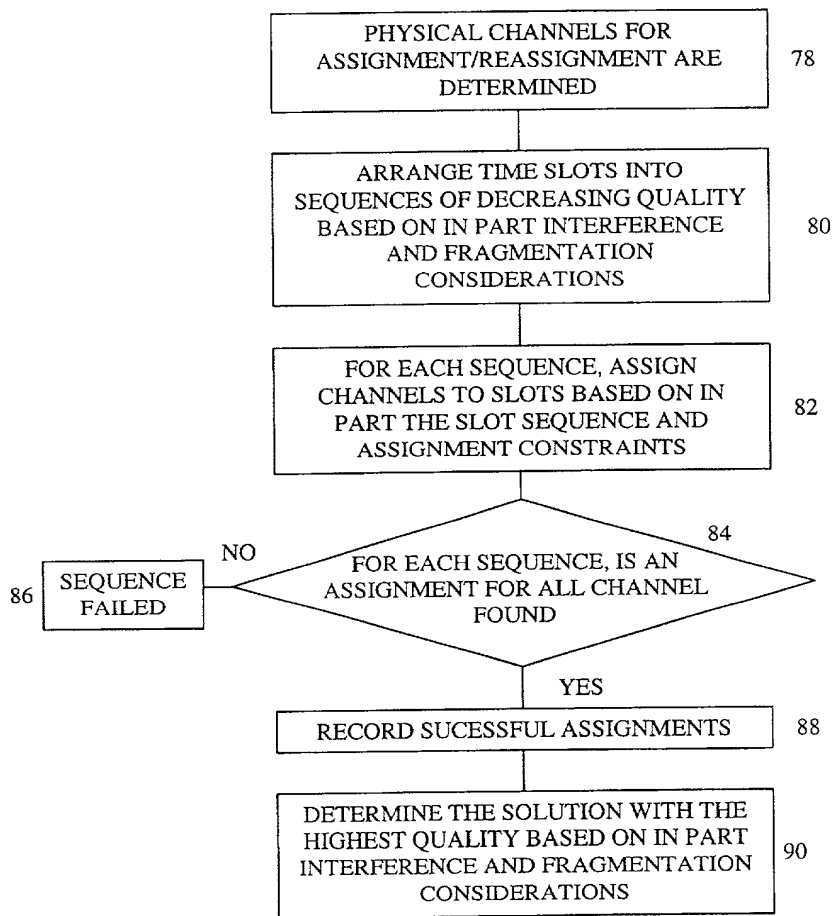 PHYSICAL CHANNELS FOR
ASSIGNMENT/REASSIGNMENT ARE
DETERMINED
78
ARRANGE TIME SLOTS INTO
SEQUENCES OF DECREASING QUALITY
BASED ON IN PART INTERFERENCE
AND FRAGMENTATION
CONSIDERATIONS
80
FOR EACH SEQUENCE, ASSIGN
CHANNELS TO SLOTS BASED ON IN
PART THE SLOT SEQUENCE AND
ASSIGNMENT CONSTRAINTS
82
84
FOR EACH SEQUENCE, IS AN
ASSIGNMENT FOR ALL CHANNEL
FOUND
NO
86
SEQUENCE
FAILED
YES
RECORD SUCESSFUL ASSIGNMENTS
88
DETERMINE THE SOLUTION WITH THE
HIGHEST QUALITY BASED ON IN PART
INTERFERENCE AND FRAGMENTATION
CONSIDERATIONS
90